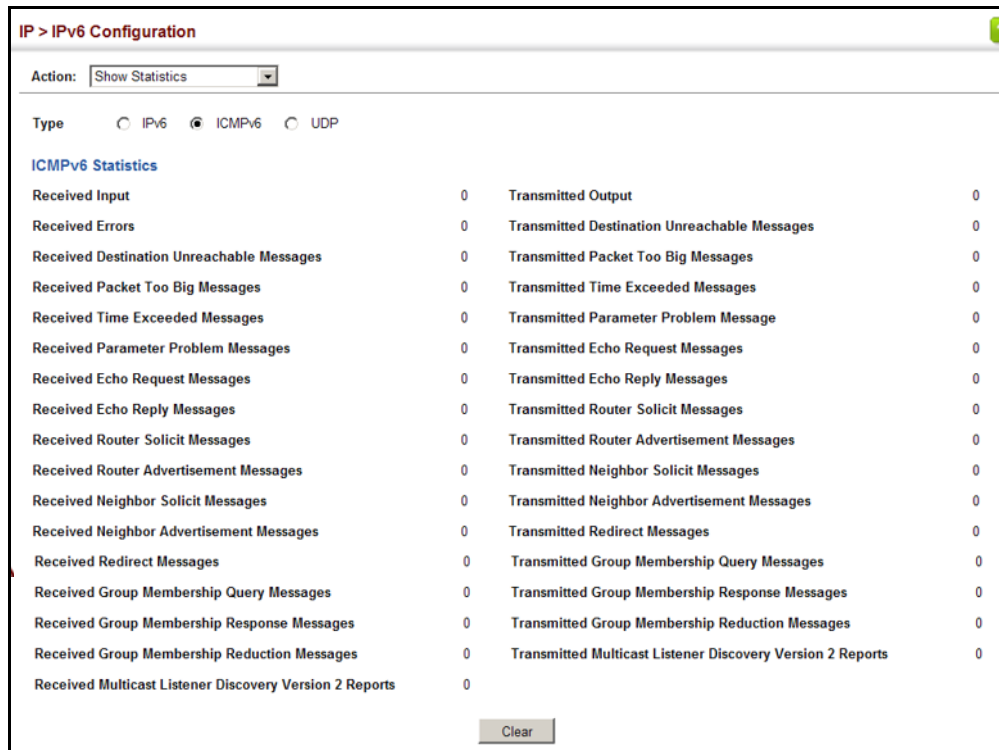 IP > IPv6 Configuration
Action: Show Statistics
Type IPv6 ICMPv6 UDP
ICMPv6 Statistics
Received Input 0 Transmitted Output 0
Received Errors 0 Transmitted Destination Unreachable Messages 0
Received Destination Unreachable Messages 0 Transmitted Packet Too Big Messages 0
Received Packet Too Big Messages 0 Transmitted Time Exceeded Messages 0
Received Time Exceeded Messages 0 Transmitted Parameter Problem Message 0
Received Parameter Problem Messages 0 Transmitted Echo Request Messages 0
Received Echo Request Messages 0 Transmitted Echo Reply Messages 0
Received Echo Reply Messages 0 Transmitted Router Solicit Messages 0
Received Router Solicit Messages 0 Transmitted Router Advertisement Messages 0
Received Router Advertisement Messages 0 Transmitted Neighbor Solicit Messages 0
Received Neighbor Solicit Messages 0 Transmitted Neighbor Advertisement Messages 0
Received Neighbor Advertisement Messages 0 Transmitted Redirect Messages 0
Received Redirect Messages 0 Transmitted Group Membership Query Messages 0
Received Group Membership Query Messages 0 Transmitted Group Membership Response Messages 0
Received Group Membership Response Messages 0 Transmitted Group Membership Reduction Messages 0
Received Group Membership Reduction Messages 0 Transmitted Multicast Listener Discovery Version 2 Reports 0
Received Multicast Listener Discovery Version 2 Reports 0
Clear